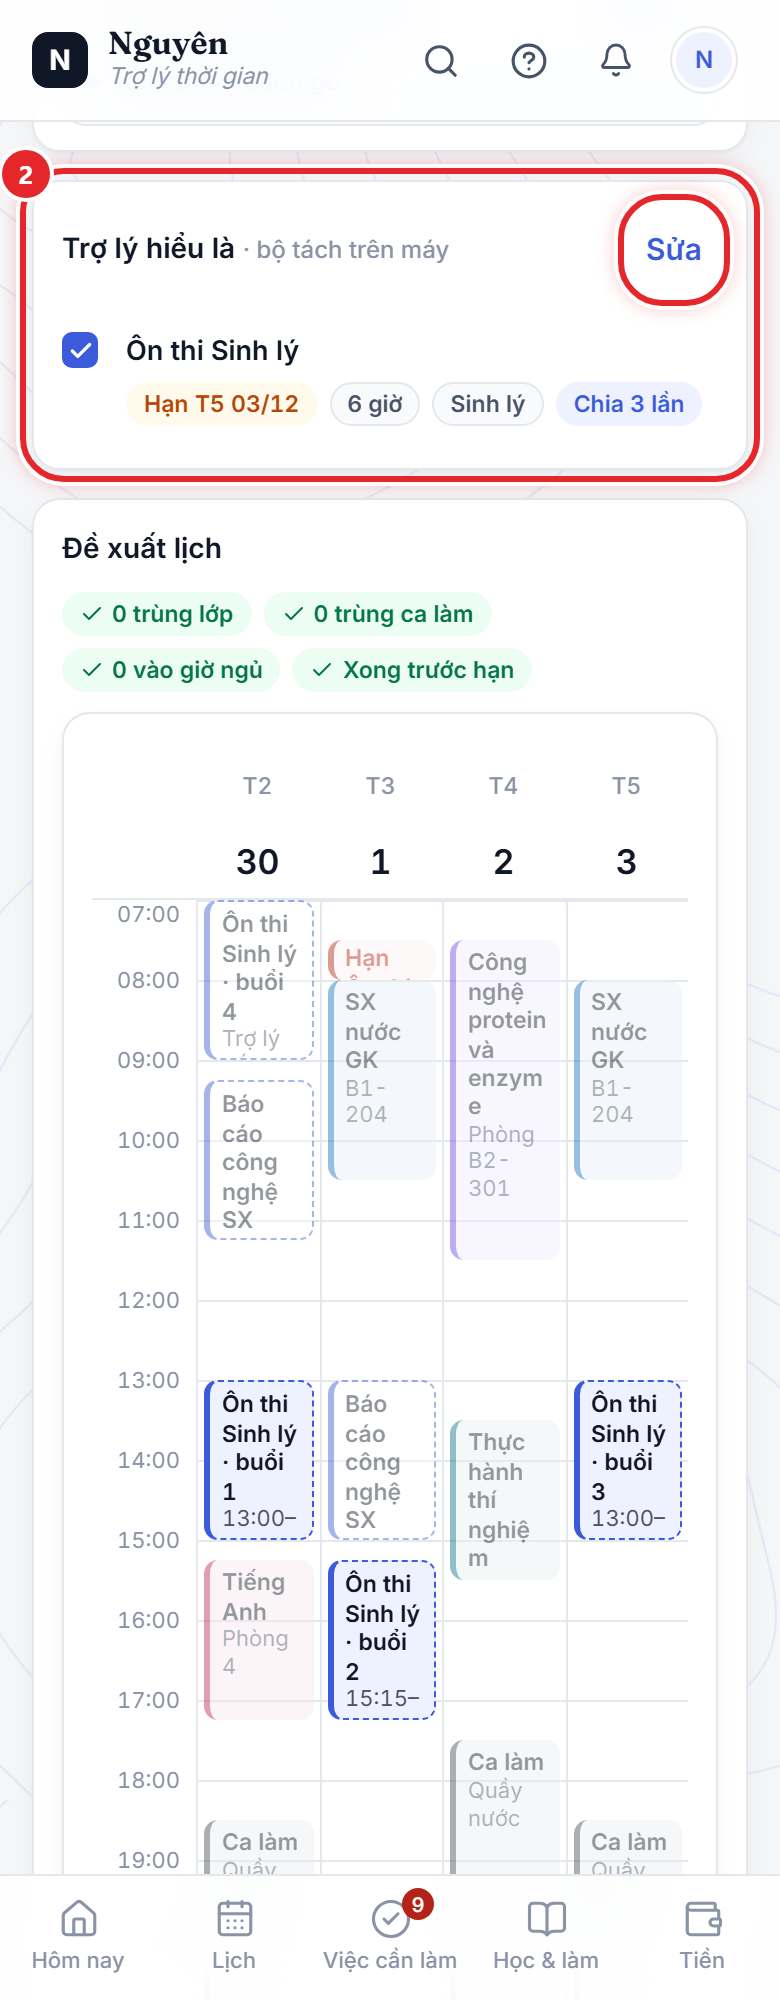 N
Nguyên
Trợ lý thời gian
N
2
Trợ lý hiểu là · bộ tách trên máy
Sửa
Ôn thi Sinh lý
Hạn T5 03/12
6 giờ
Sinh lý
Chia 3 lần
Đề xuất lịch
0 trùng lớp
0 trùng ca làm
0 vào giờ ngủ
Xong trước hạn
T2
T3
T4
T5
30
1
2
3
07:00
08:00
09:00
10:00
11:00
12:00
13:00
14:00
15:00
16:00
17:00
18:00
19:00
Ôn thi
Sinh lý
· buổi
4
Trợ lý
Báo
cáo
công
nghệ
SX
Ôn thi
Sinh lý
· buổi
1
13:00–
Tiếng
Anh
Phòng
4
Ca làm
Quầy
Hạn
SX
nước
GK
B1-
204
Báo
cáo
công
nghệ
SX
Ôn thi
Sinh lý
· buổi
2
15:15–
Công
nghệ
protein
và
enzym
e
Phòng
B2-
301
Thực
hành
thí
nghiệ
m
Ca làm
Quầy
nước
SX
nước
GK
B1-
204
Ôn thi
Sinh lý
· buổi
3
13:00–
Ca làm
Quầy
9
Hôm nay
Lịch
Việc cần làm
Học & làm
Tiền